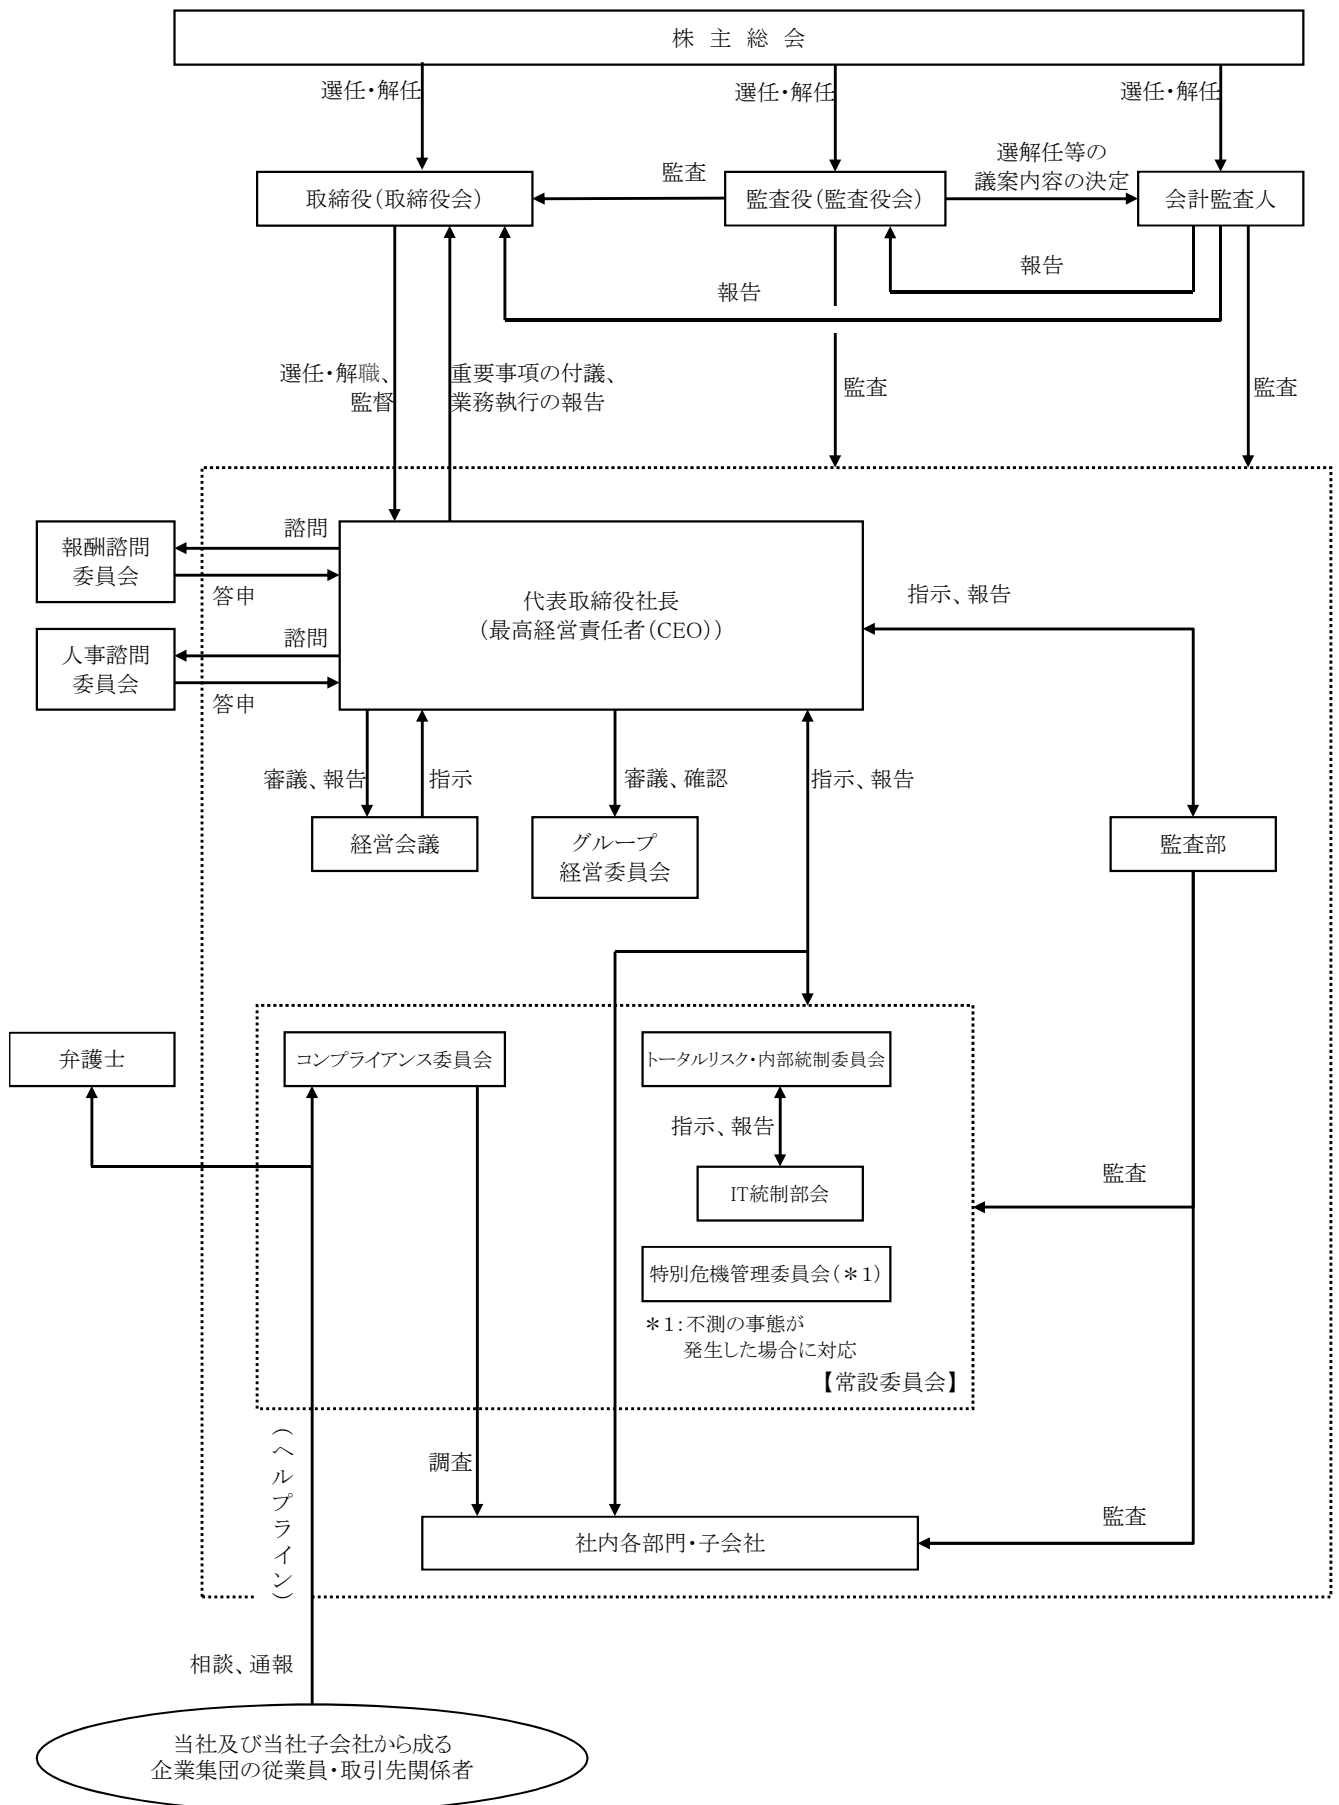 株 主 総 会
選任・解任
選任・解任
選任・解任
監査
選解任等の
議案内容の決定
取締役（取締役会）
監査役（監査役会）
会計監査人
報告
報告
選任・解職、
監督
重要事項の付議、
業務執行の報告
監査
監査
報酬諮問
委員会
諮問
答申
人事諮問
委員会
諮問
答申
代表取締役社長
（最高経営責任者（CEO））
指示、報告
審議、報告
指示
審議、確認
指示、報告
経営会議
グループ
経営委員会
監査部
弁護士
コンプライアンス委員会
トータルリスク・内部統制委員会
指示、報告
IT統制部会
監査
特別危機管理委員会（＊1）
＊1：不測の事態が
発生した場合に対応
【常設委員会】
（ヘルプライン）
調査
監査
社内各部門・子会社
相談、通報
当社及び当社子会社から成る
企業集団の従業員・取引先関係者